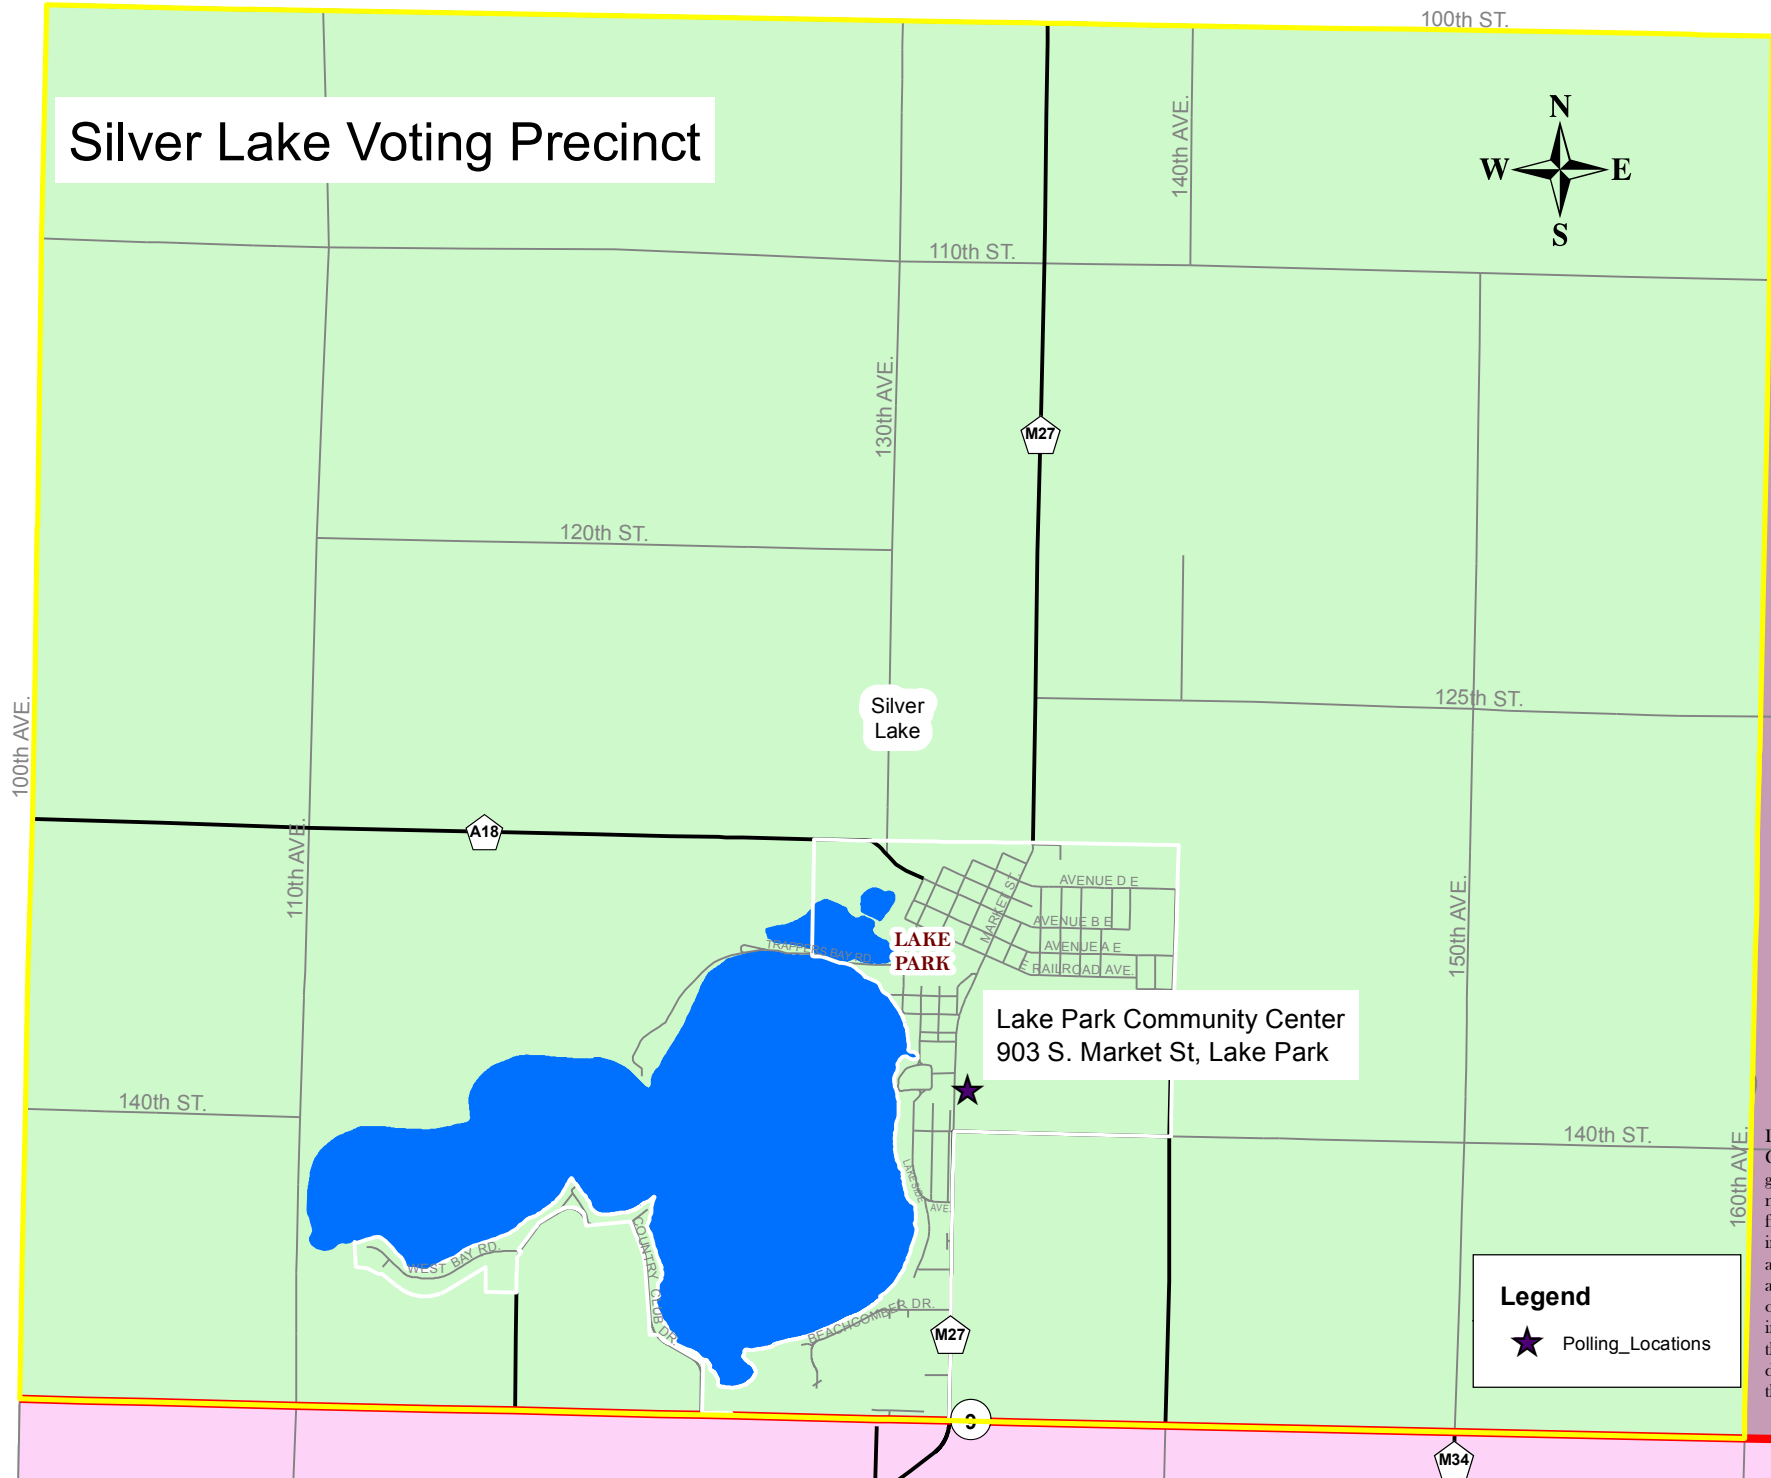 100th ST.
Silver Lake Voting Precinct
140th AVE.
N
W E
S
110th ST.
130th AVE.
M27
120th ST.
125th ST.
Silver
Lake
100th AVE.
A18
110th AVE.
AVENUE D E
MARKET ST.
AVENUE B E
150th AVE.
LAKE
PARK
AVENUE A E
TRAPPERS BAY RD.
E RAILROAD AVE.
Lake Park Community Center
903 S. Market St, Lake Park
140th ST.
140th ST.
160th AVE.
LAKESIDE AVE.
WEST BAY RD.
COUNTRY CLUB DR.
BEACHCOMBER DR.
M27
Legend
Polling_Locations
9
M34